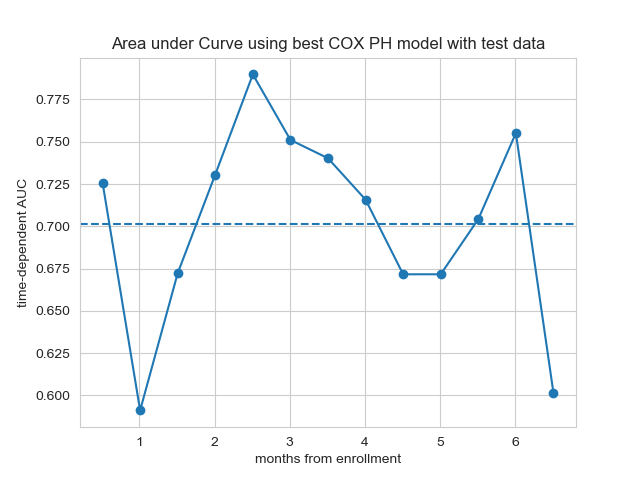 Area under Curve using best COX PH model with test data
time-dependent AUC
0.775
0.750
0.725
0.700
0.675
0.650
0.625
0.600
1 2 3 4 5 6
months from enrollment